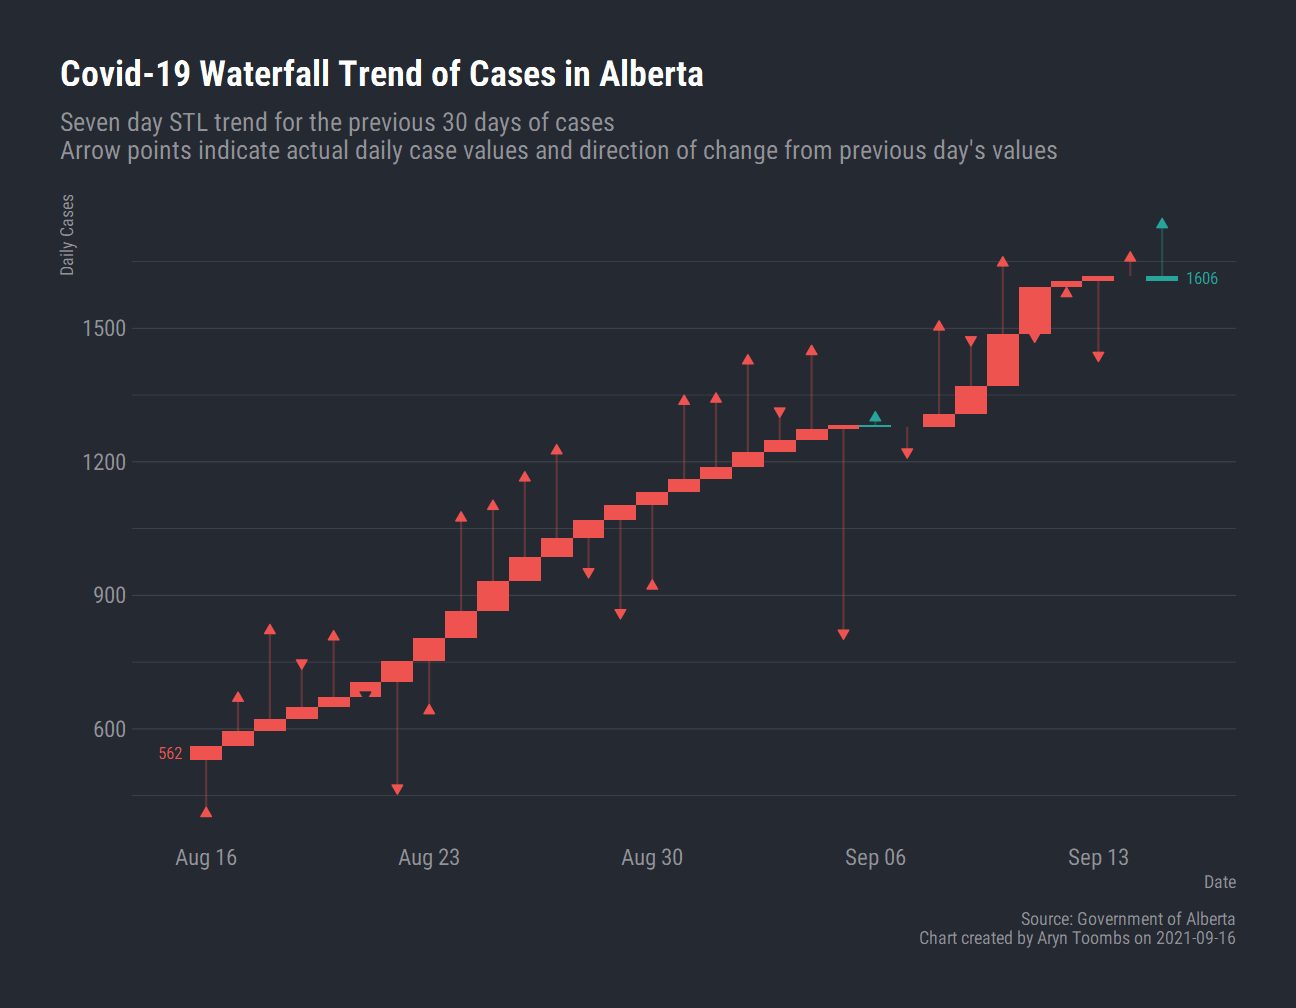 Covid-19 Waterfall Trend of Cases in Alberta
Seven day STL trend for the previous 30 days of cases
Arrow points indicate actual daily case values and direction of change from previous day's values
Daily Cases
1606
1500
1200
900
600
562
Aug 16 Aug 23 Aug 30 Sep 06 Sep 13
Date
Source: Government of Alberta
Chart created by Aryn Toombs on 2021-09-16